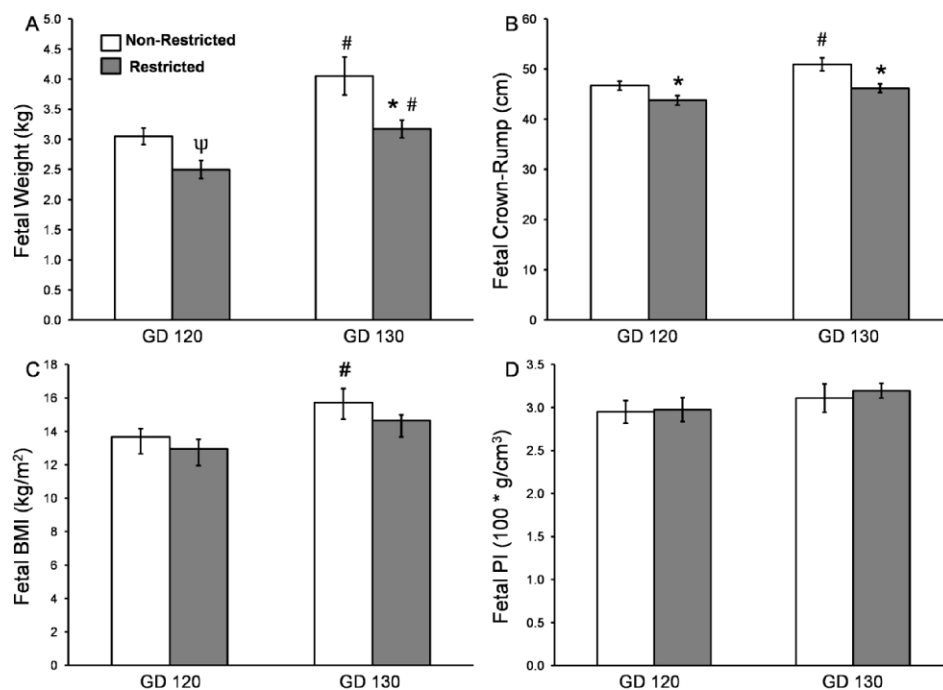 A
5.0
4.5
4.0
3.5
3.0
2.5
2.0
1.5
1.0
0.5
0.0
Fetal Weight (kg)
Non-Restricted
Restricted
ψ
#
* #
GD 120
GD 130
B
60
50
40
30
20
10
0
Fetal Crown-Rump (cm)
*
#
*
GD 120
GD 130
C
18
16
14
12
10
8
6
4
2
0
Fetal BMI (kg/m²)
#
GD 120
GD 130
D
3.5
3.0
2.5
2.0
1.5
1.0
0.5
0.0
Fetal PI (100 * g/cm³)
GD 120
GD 130